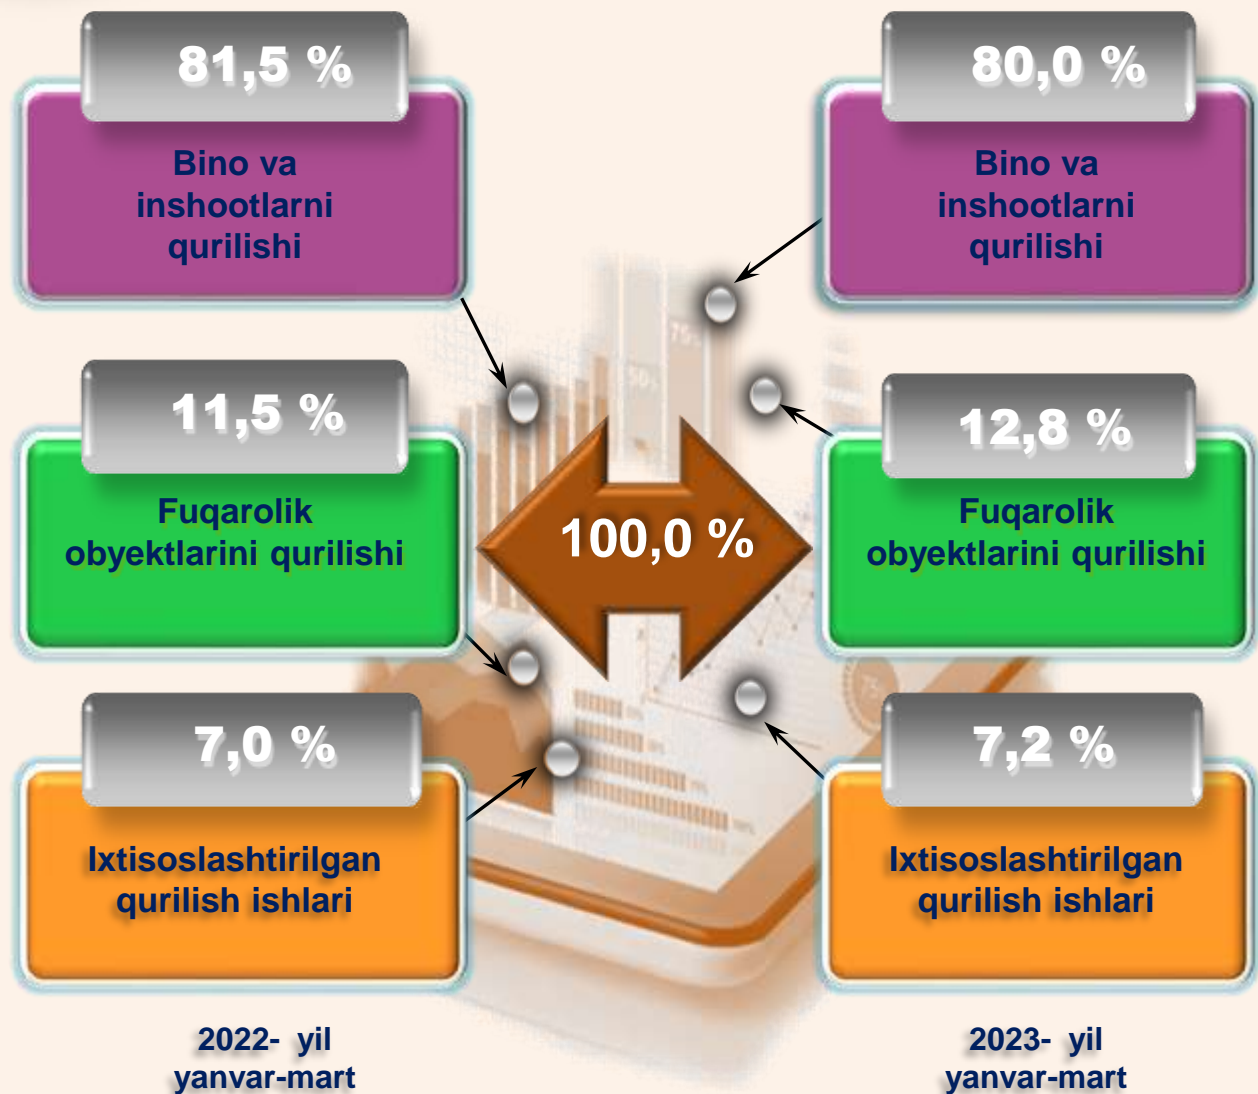 81,5 %
Bino va
inshootlarni
qurilishi
11,5 %
Fuqarolik
obyektlarini qurilishi
7,0 %
Ixtisoslashtirilgan
qurilish ishlari
2022- yil
yanvar-mart
100,0 %
80,0 %
Bino va
inshootlarni
qurilishi
12,8 %
Fuqarolik
obyektlarini qurilishi
7,2 %
Ixtisoslashtirilgan
qurilish ishlari
2023- yil
yanvar-mart
75%
50%